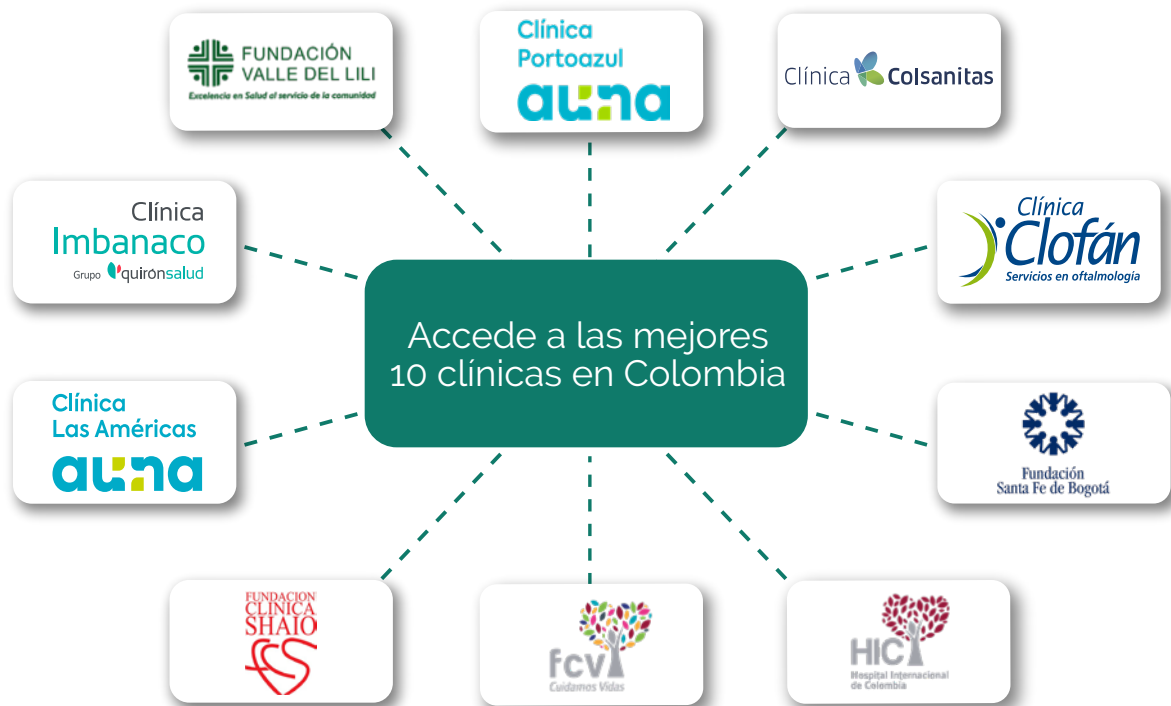 FUNDACIÓN
VALLE DEL LILI
Excelencia en Salud al servicio de la comunidad
Clínica
Portoazul
auna
Clínica Colsanitas
Clínica
Imbanaco
Grupo quirónsalud
Clínica
Clofán
Servicios en oftalmología
Accede a las mejores
10 clínicas en Colombia
Clínica
Las Américas
auna
Fundación
Santa Fe de Bogotá
FUNDACION
CLINICA
SHAIO
fcv
Cuidamos Vidas
HIC
Hospital Internacional
de Colombia